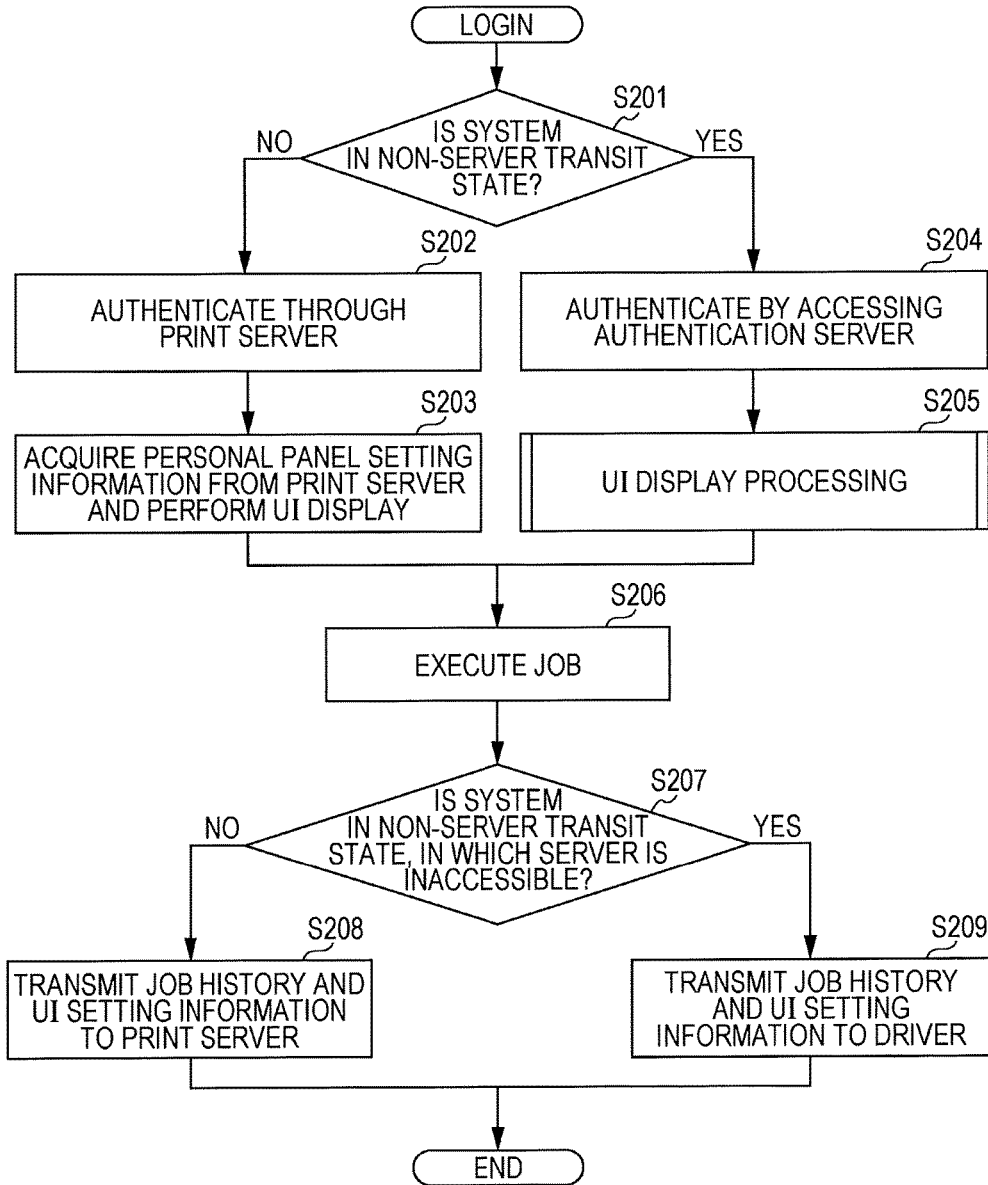 LOGIN
S201
IS SYSTEM
IN NON-SERVER TRANSIT
STATE?
NO
YES
S202
AUTHENTICATE THROUGH
PRINT SERVER
S204
AUTHENTICATE BY ACCESSING
AUTHENTICATION SERVER
S203
ACQUIRE PERSONAL PANEL SETTING
INFORMATION FROM PRINT SERVER
AND PERFORM UI DISPLAY
S205
UI DISPLAY PROCESSING
S206
EXECUTE JOB
S207
IS SYSTEM
IN NON-SERVER TRANSIT
STATE, IN WHICH SERVER IS
INACCESSIBLE?
NO
YES
S208
TRANSMIT JOB HISTORY AND
UI SETTING INFORMATION
TO PRINT SERVER
S209
TRANSMIT JOB HISTORY
AND UI SETTING
INFORMATION TO DRIVER
END